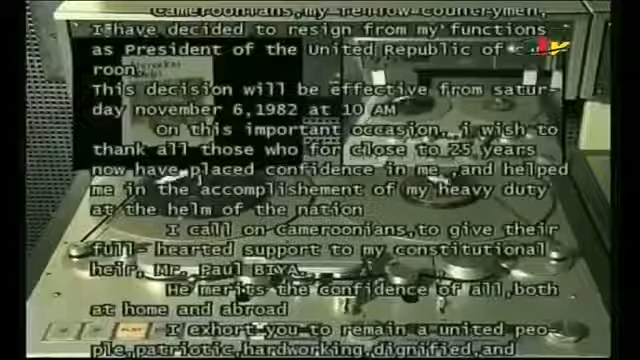 Cameroonians,my fellow countrymen,
I have decided to resign from my functions
as President of the United Republic of
roon.
This decision will be effective from satur-
day november 6,1982 at 10 AM
On this important occasion, i wish to
thank all those who for close to 25 years
now have placed confidence in me ,and helped
me in the accomplishement of my heavy duty
at the helm of the nation
I call on Cameroonians,to give their
full- hearted support to my constitutional
heir, Mr. Paul BIYA.
He merits the confidence of all,both
at home and abroad
I exhort you to remain a united peo-
ple,patriotic,hardworking,dignified,and